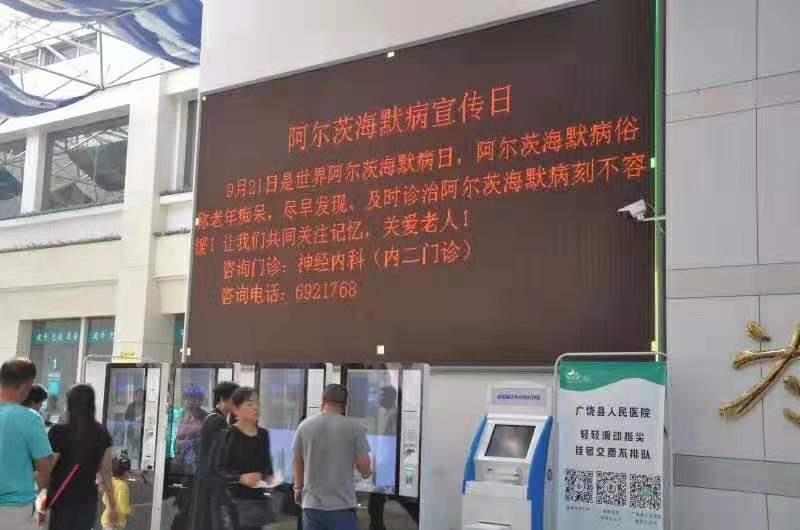 阿尔茨海默病宣传日
9月21日是世界阿尔茨海默病日，阿尔茨海默病俗
称老年痴呆，尽早发现、及时诊治阿尔茨海默病刻不容
缓！让我们共同关注记忆，关爱老人！
咨询门诊：神经内科（内二门诊）
咨询电话：6921768
1
广饶县人民医院
轻轻滑动指尖
挂号交费不排队